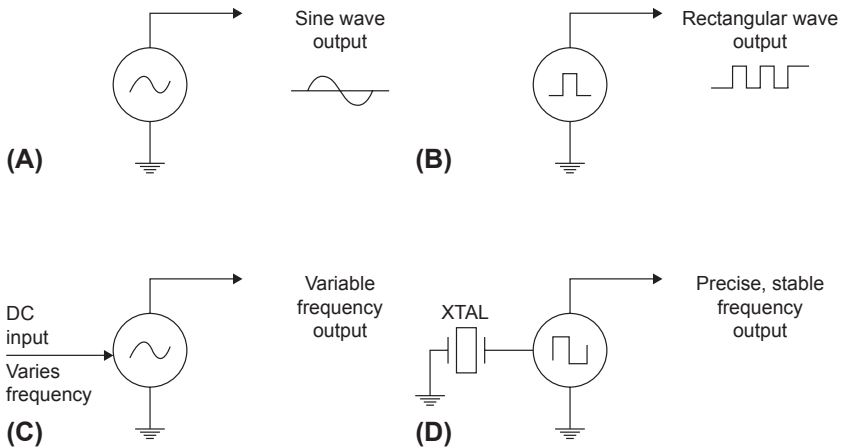 Sine wave
output
(A)
Rectangular wave
output
(B)
DC
input
Varies
frequency
Variable
frequency
output
(C)
XTAL
Precise, stable
frequency
output
(D)